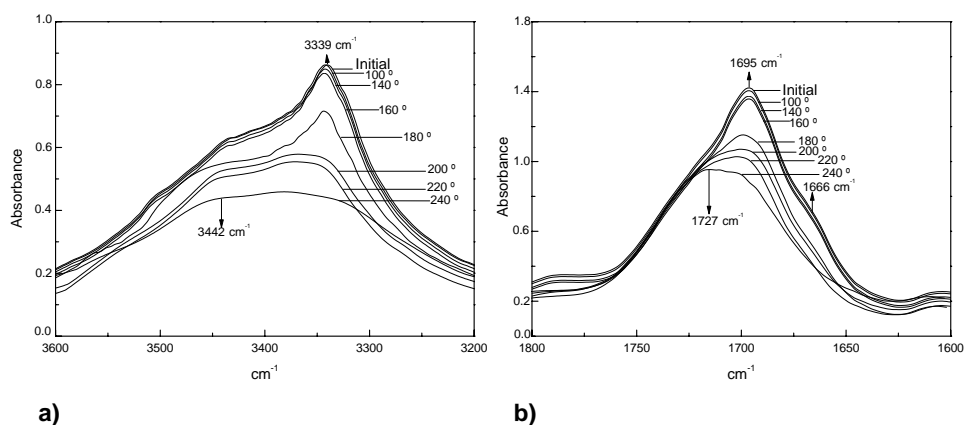 1.0
0.8
0.6
0.4
0.2
0.0
Absorbance
3339 cm⁻¹
Initial
100 º
140 º
160 º
180 º
200 º
220 º
240 º
3442 cm⁻¹
3600
3500
3400
3300
3200
cm⁻¹
a)
1.8
1.4
1.0
0.6
0.2
Absorbance
1695 cm⁻¹
Initial
100 º
140 º
160 º
180 º
200 º
220 º
240 º
1666 cm⁻¹
1727 cm⁻¹
1800
1750
1700
1650
1600
cm⁻¹
b)